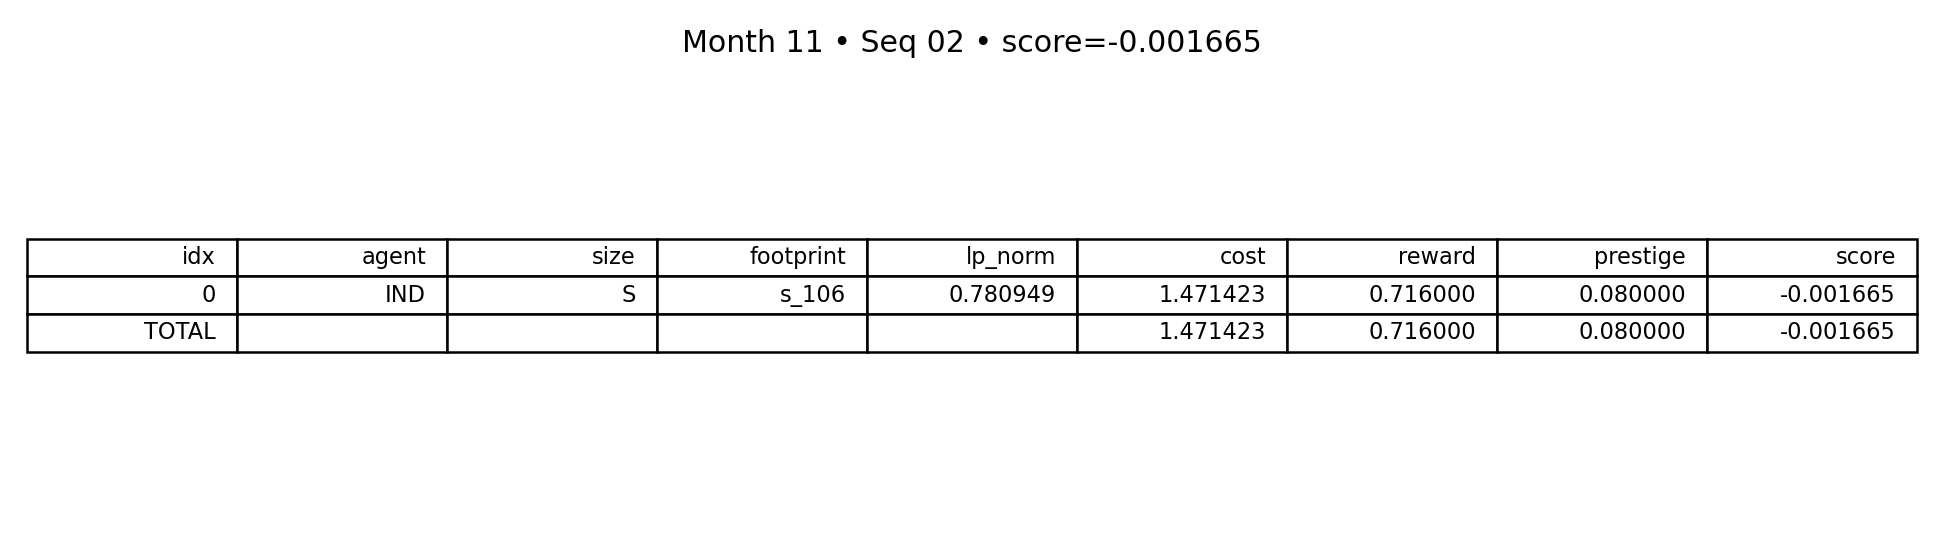 Month 11 • Seq 02 • score=-0.001665
idx agent size footprint lp_norm cost reward prestige score
0 IND S s_106 0.780949 1.471423 0.716000 0.080000 -0.001665
TOTAL 1.471423 0.716000 0.080000 -0.001665